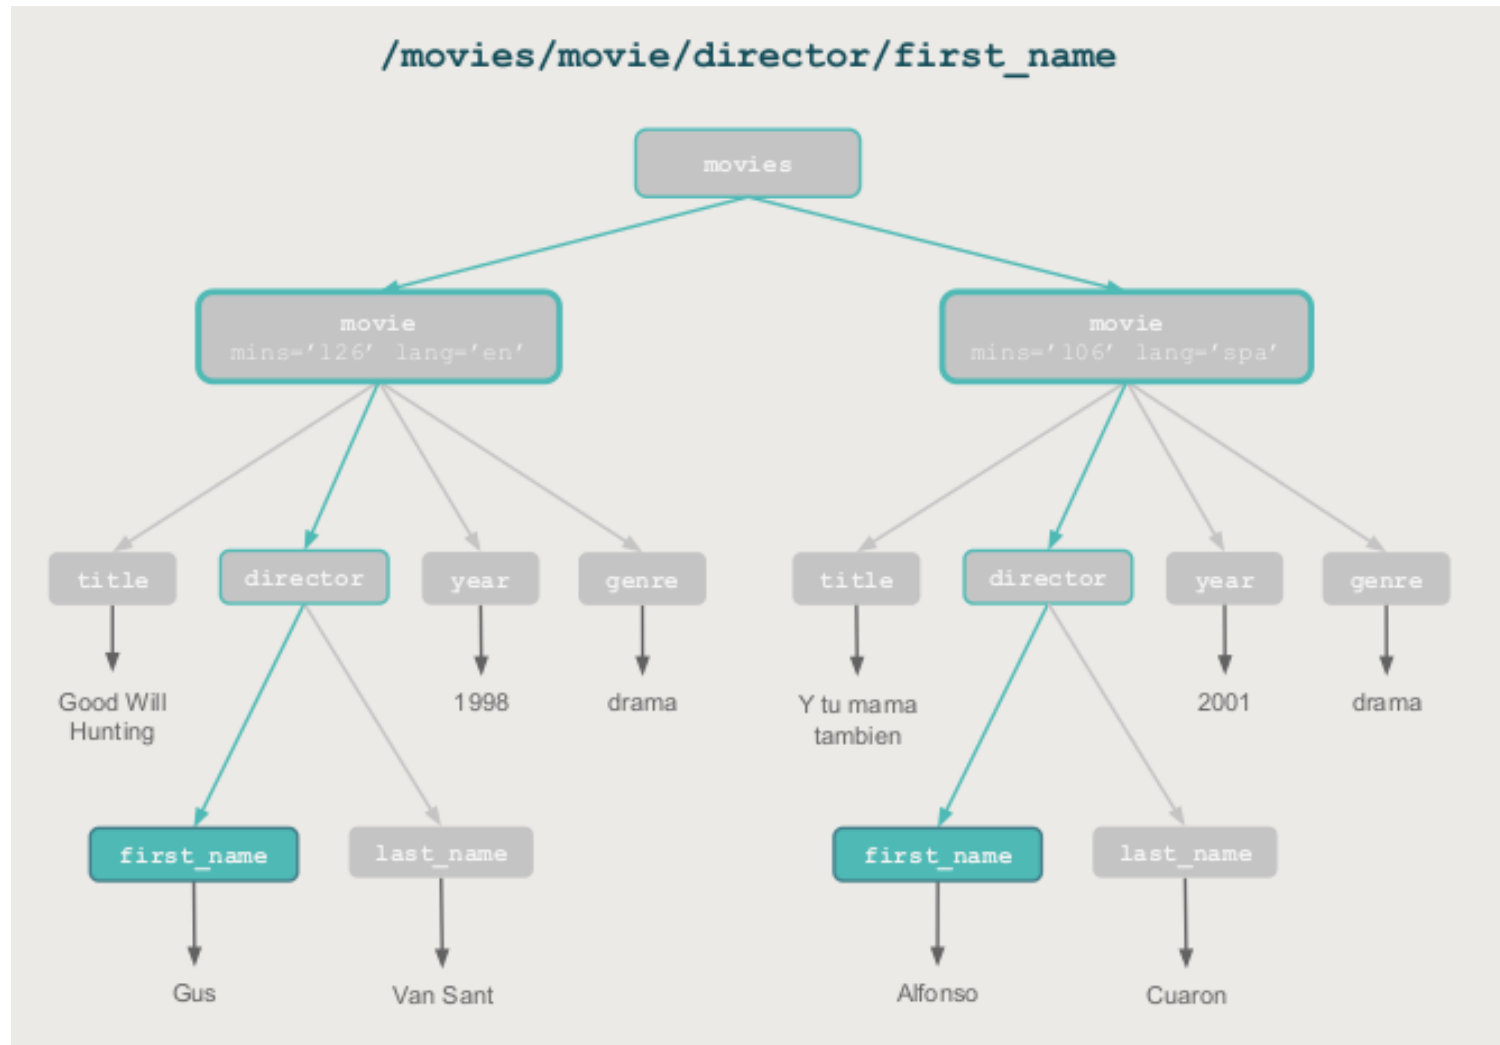 /movies/movie/director/first_name
movies
movie
mins=’126’ lang=’en’
movie
mins=’106’ lang=’spa’
title
director
year
genre
title
director
year
genre
Good Will
Hunting
1998
drama
Y tu mama
tambien
2001
drama
first_name
last_name
first_name
last_name
Gus
Van Sant
Alfonso
Cuaron